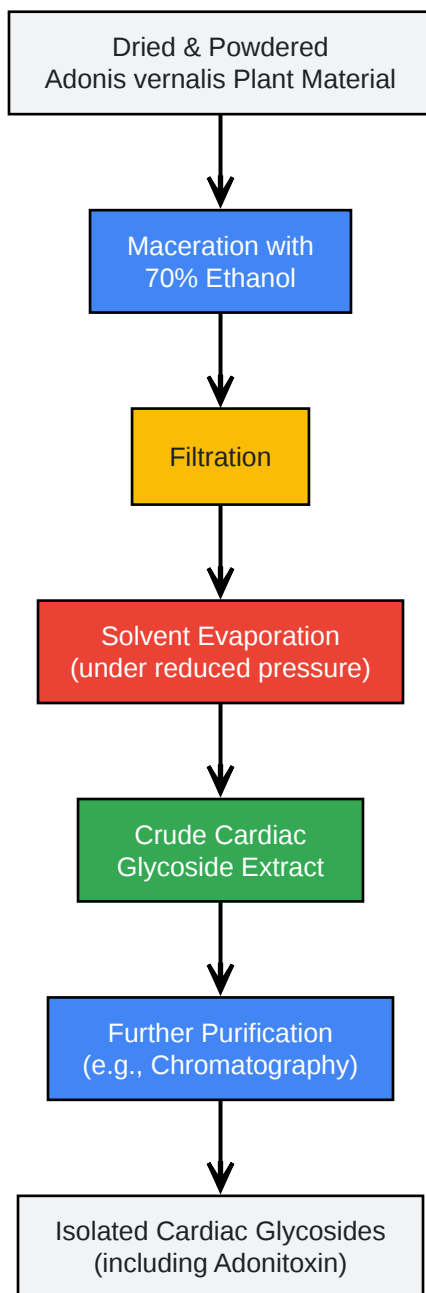 Dried & Powdered
Adonis vernalis Plant Material
Maceration with
70% Ethanol
Filtration
Solvent Evaporation
(under reduced pressure)
Crude Cardiac
Glycoside Extract
Further Purification
(e.g., Chromatography)
Isolated Cardiac Glycosides
(including Adonitoxin)